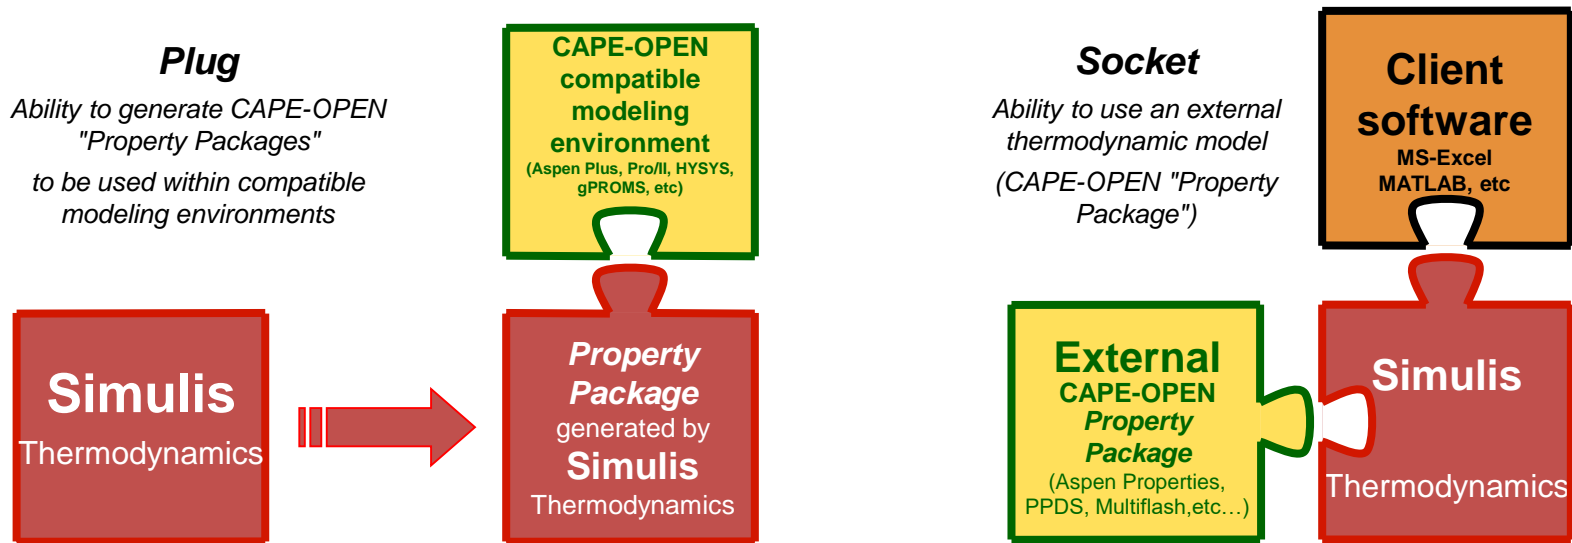 Plug
Ability to generate CAPE-OPEN
"Property Packages"
to be used within compatible
modeling environments
CAPE-OPEN
compatible
modeling
environment
(Aspen Plus, Pro/II, HYSYS,
gPROMS, etc)
Simulis
Thermodynamics
Property
Package
generated by
Simulis
Thermodynamics
Socket
Ability to use an external
thermodynamic model
(CAPE-OPEN "Property
Package")
Client
software
MS-Excel
MATLAB, etc
External
CAPE-OPEN
Property
Package
(Aspen Properties,
PPDS, Multiflash,etc...)
Simulis
Thermodynamics